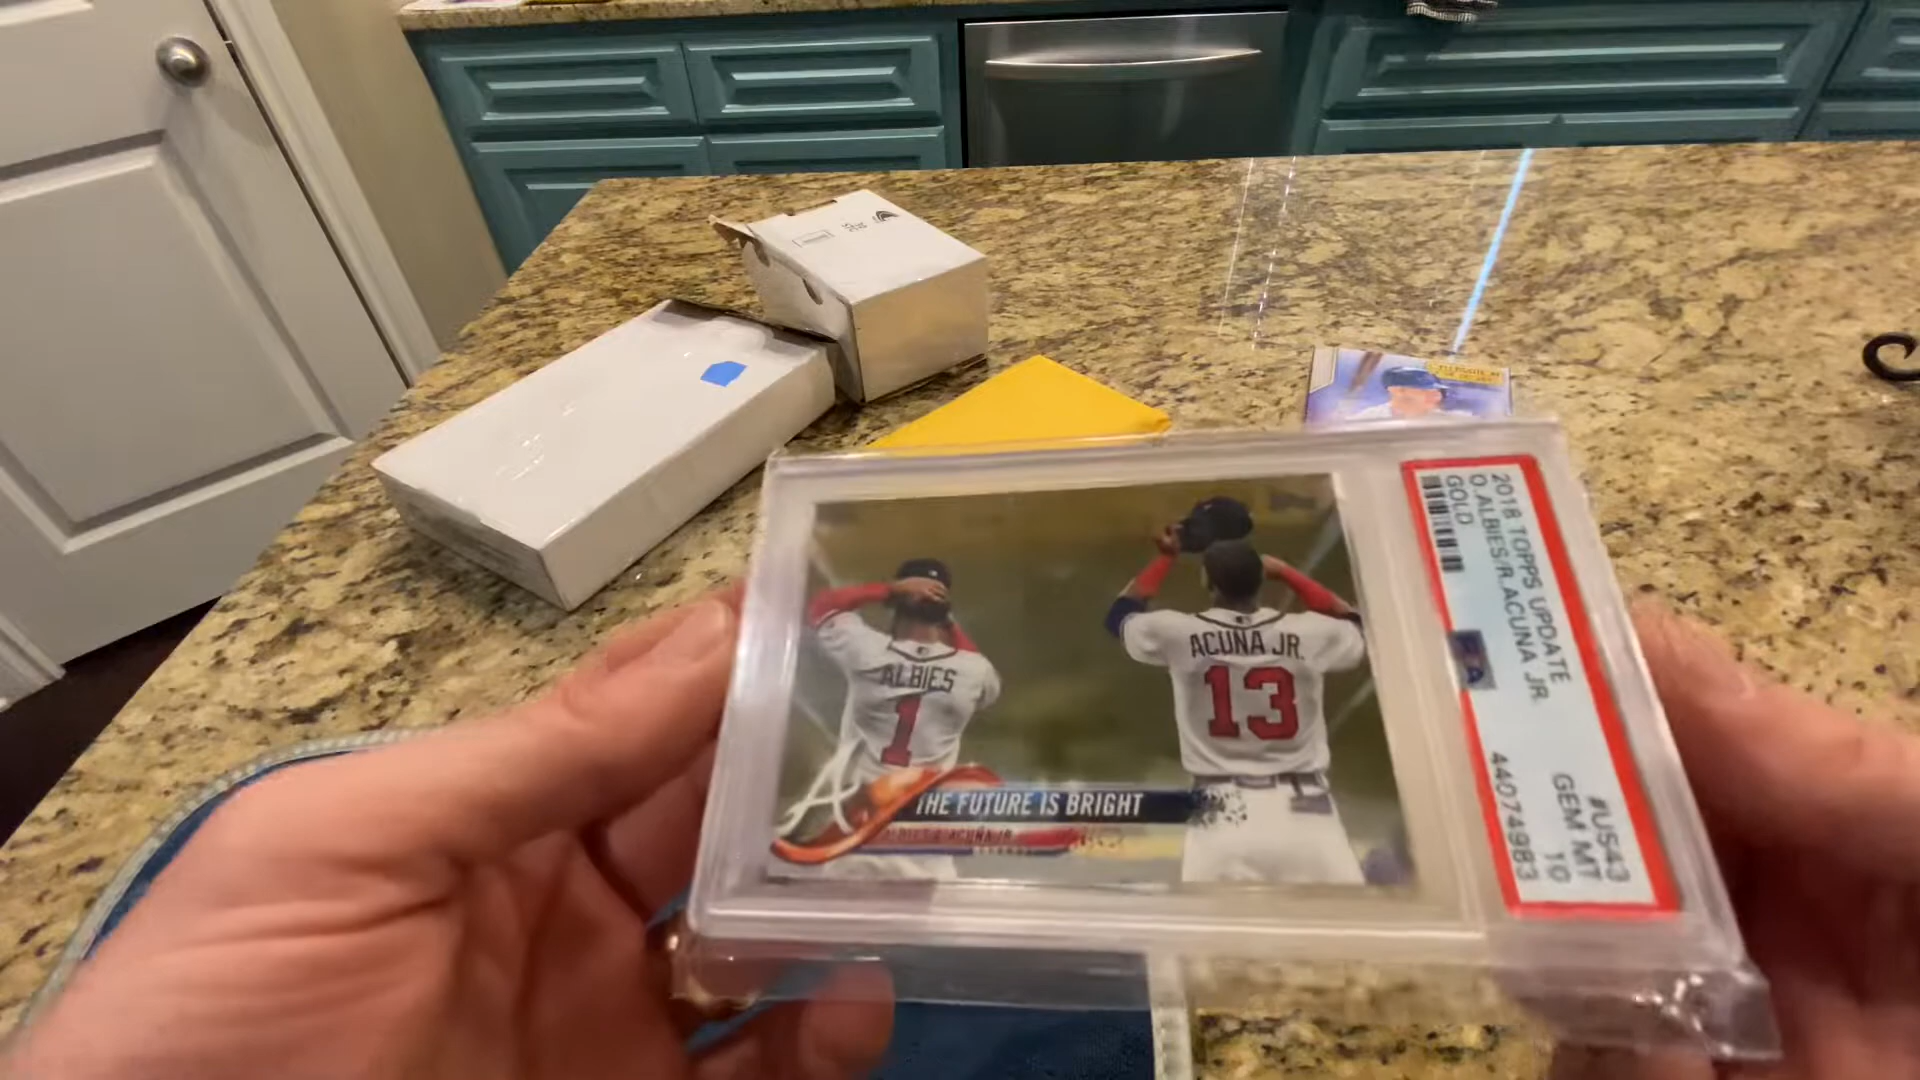 2018 TOPPS UPDATE
O.ALBIES/R.ACUNA JR.
GOLD
#US43
GEM MT
10
44074983
ALBIES
1
ACUNA JR.
13
THE FUTURE IS BRIGHT